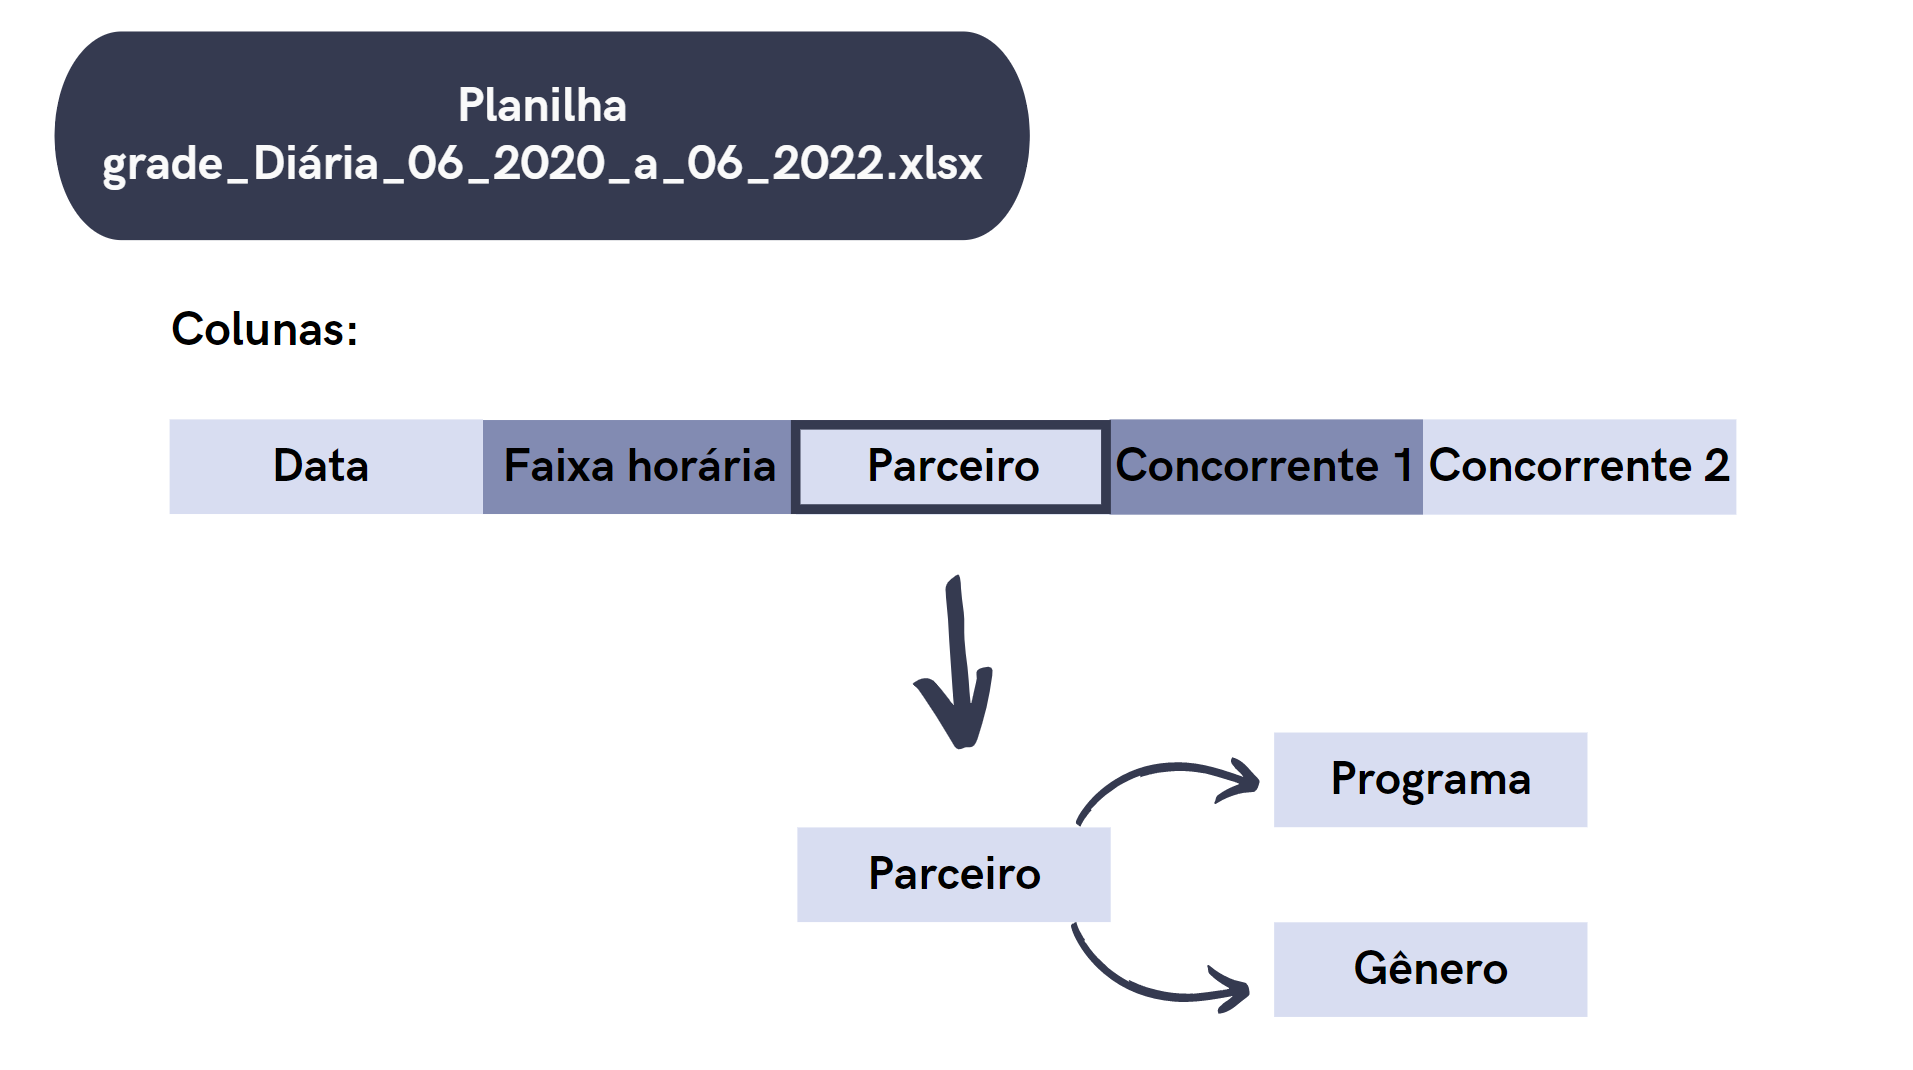 Planilha
grade_Diária_06_2020_a_06_2022.xlsx
Colunas:
Data Faixa horária Parceiro Concorrente 1 Concorrente 2
Programa
Parceiro
Gênero